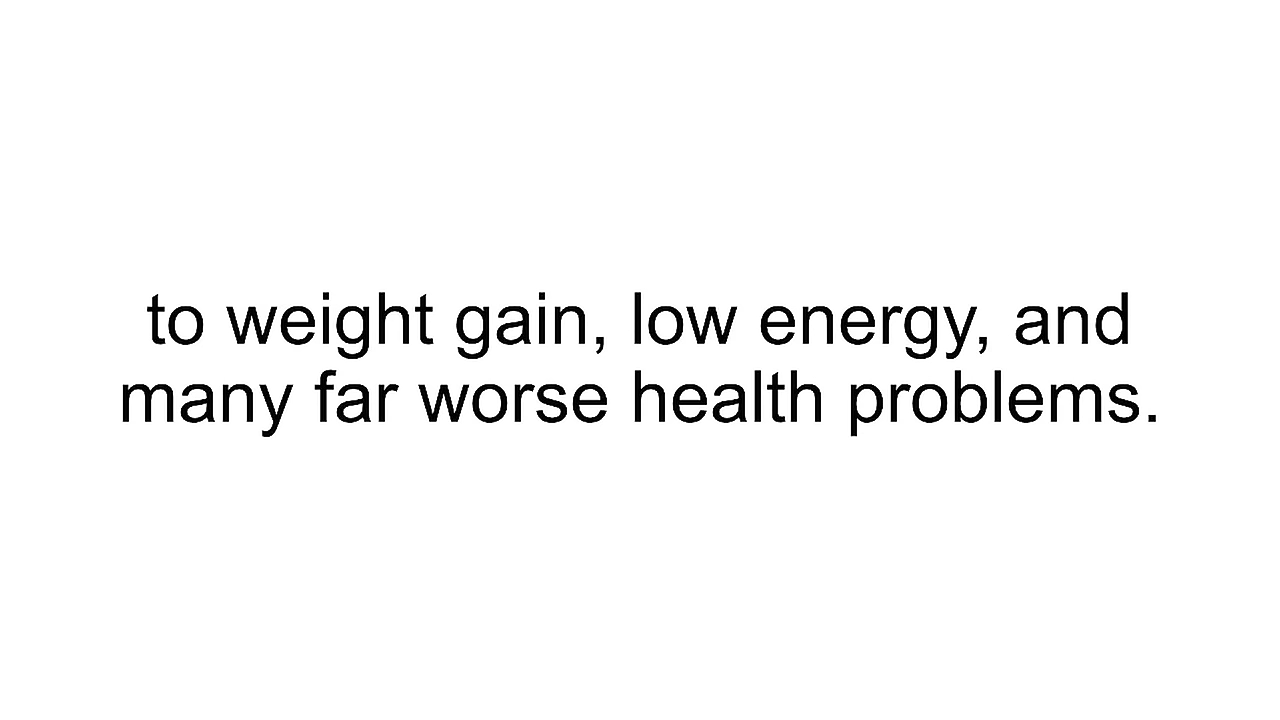 to weight gain, low energy, and
many far worse health problems.